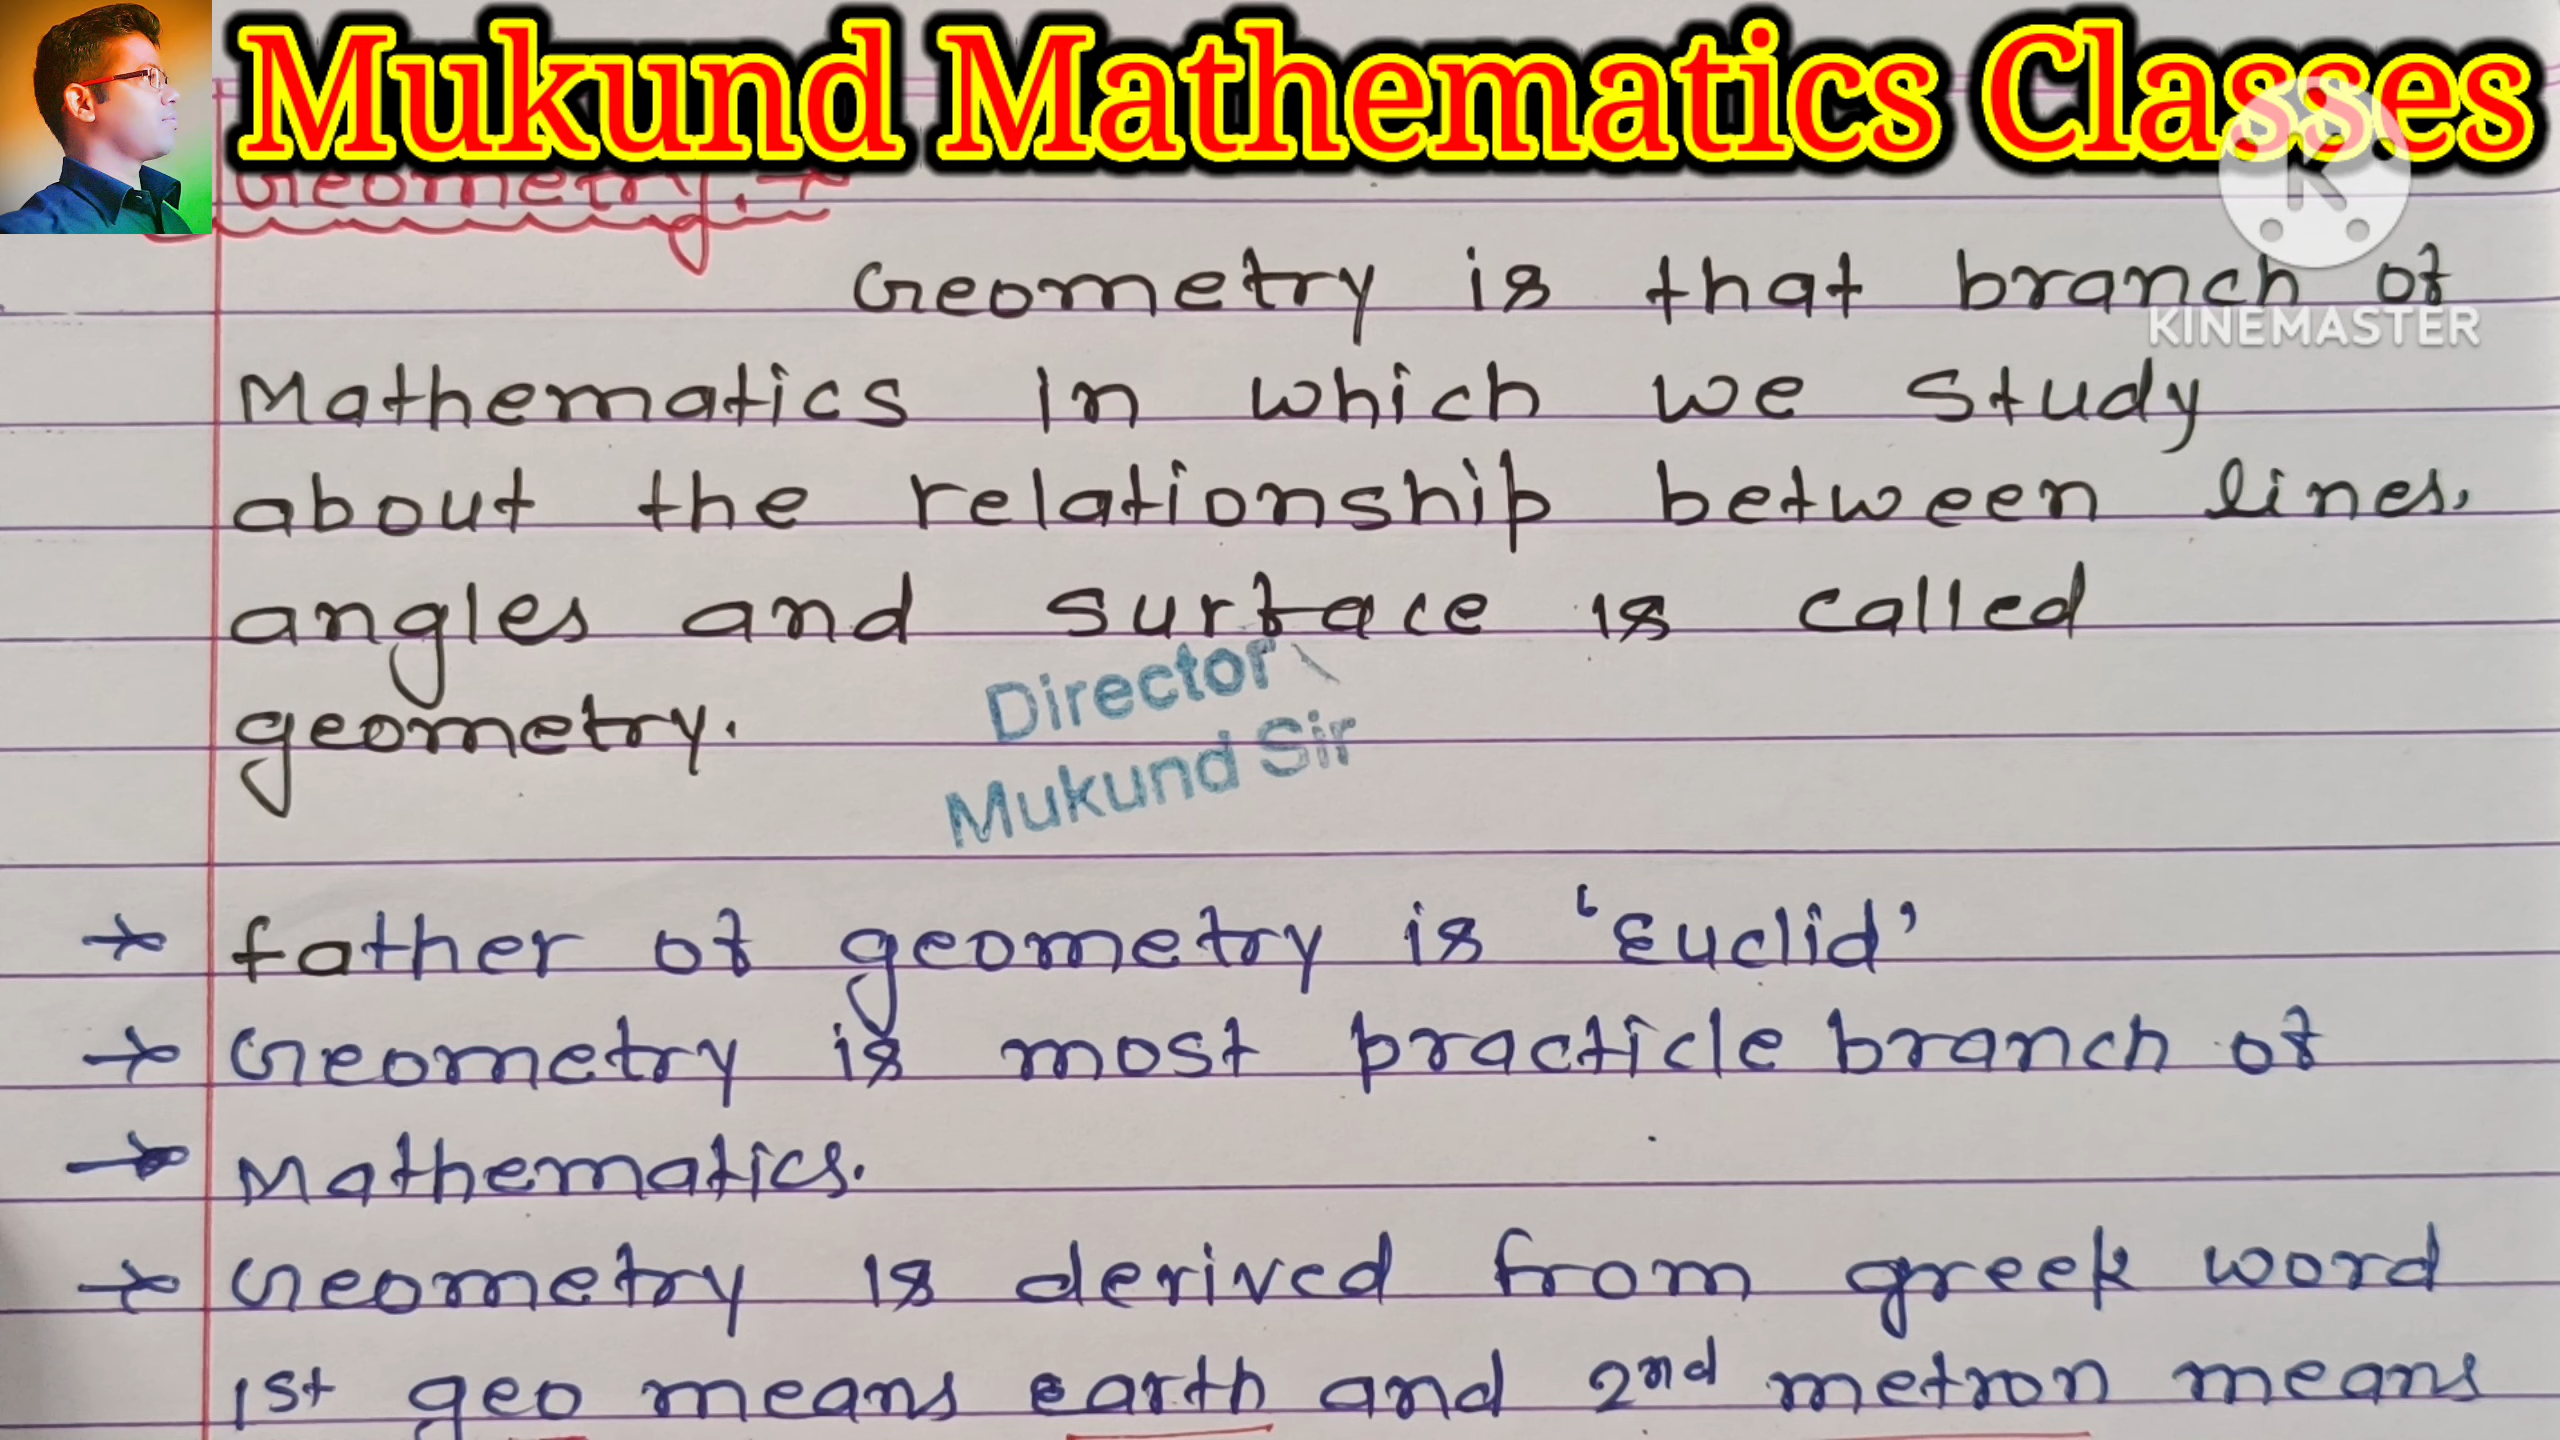 Mukund Mathematics Classes
Geometry. →
Geometry is that branch of
KINEMASTER
Mathematics in which we study
about the relationship between lines,
angles and surface is called
geometry.
Director
Mukund Sir
→ father of geometry is ‘Euclid’
→ Geometry is most practicle branch of
→ Mathematics.
→ Geometry is derived from greek word
1st geo means earth and 2nd metron means